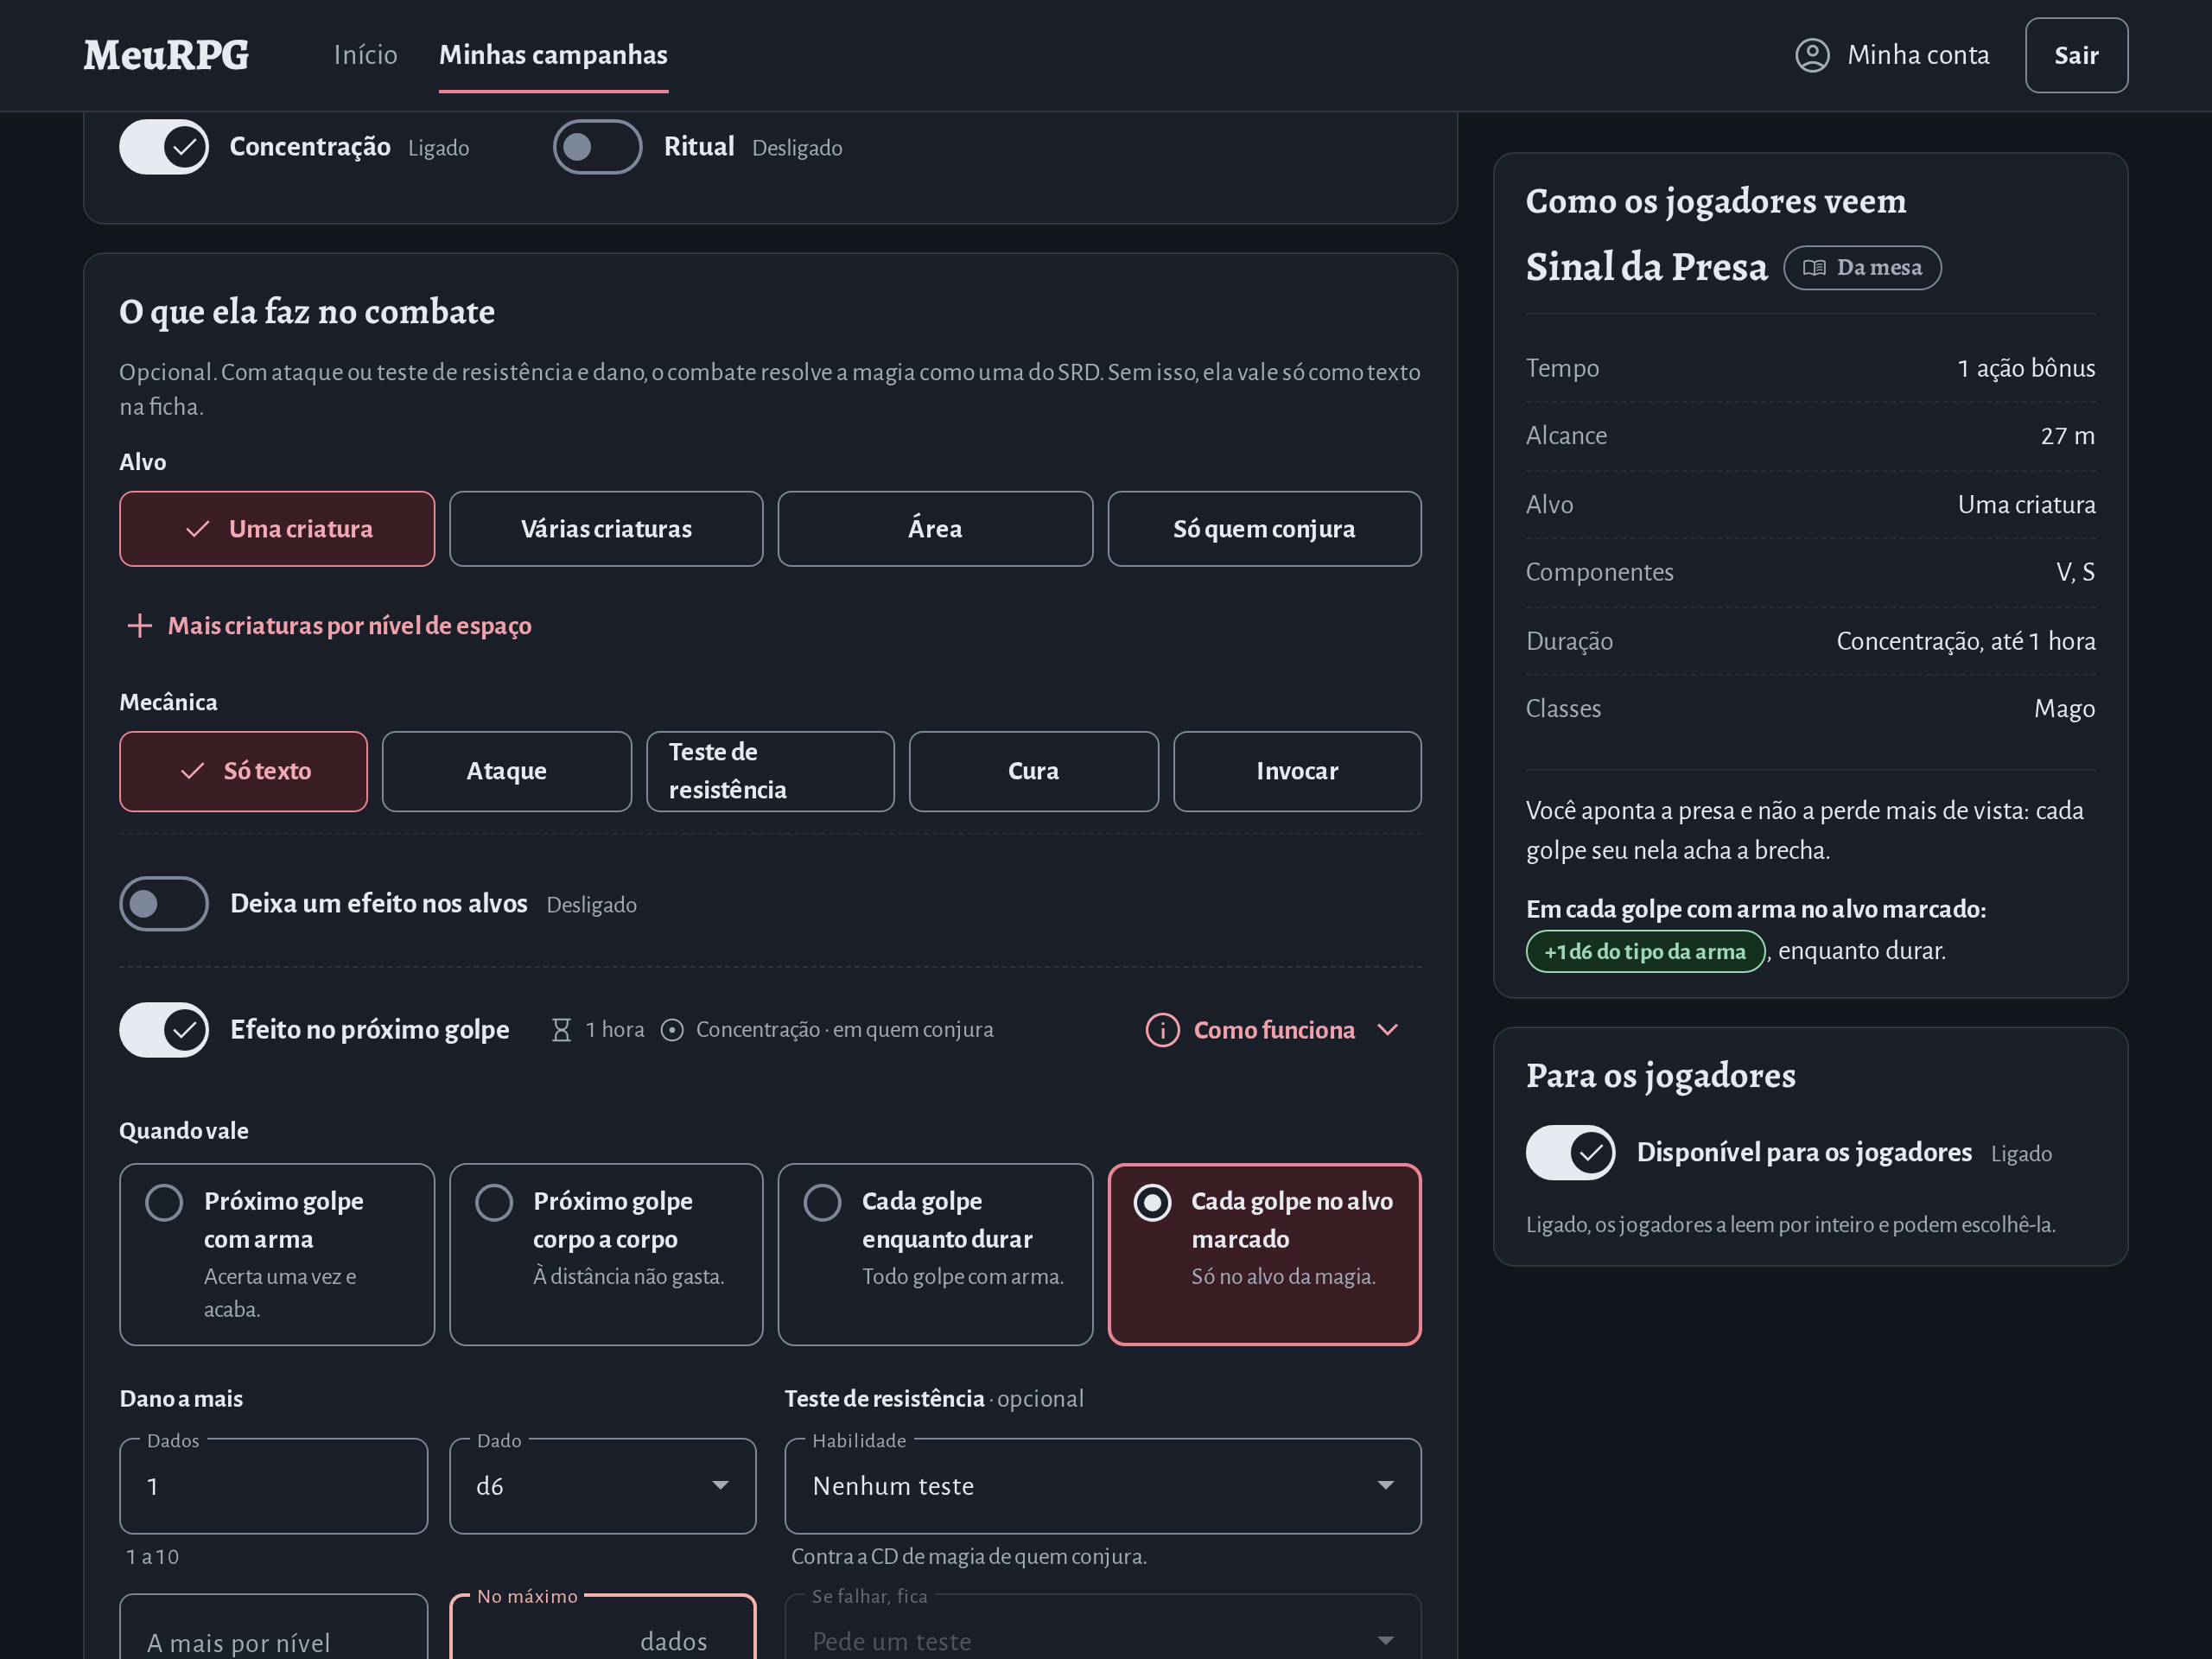 MeuRPG
Início
Minhas campanhas
Minha conta
Sair
Concentração Ligado
Ritual Desligado
O que ela faz no combate
Opcional. Com ataque ou teste de resistência e dano, o combate resolve a magia como uma do SRD. Sem isso, ela vale só como texto
na ficha.
Alvo
Uma criatura
Várias criaturas
Área
Só quem conjura
Mais criaturas por nível de espaço
Mecânica
Só texto
Ataque
Teste de
resistência
Cura
Invocar
Deixa um efeito nos alvos Desligado
Efeito no próximo golpe
1 hora
Concentração · em quem conjura
Como funciona
Quando vale
Próximo golpe
com arma
Acerta uma vez e
acaba.
Próximo golpe
corpo a corpo
À distância não gasta.
Cada golpe
enquanto durar
Todo golpe com arma.
Cada golpe no alvo
marcado
Só no alvo da magia.
Dano a mais
Dados
1
1 a 10
Dado
d6
Teste de resistência · opcional
Habilidade
Nenhum teste
Contra a CD de magia de quem conjura.
A mais por nível
No máximo
dados
Se falhar, fica
Pede um teste
Como os jogadores veem
Sinal da Presa
Da mesa
Tempo 1 ação bônus
Alcance 27 m
Alvo Uma criatura
Componentes V, S
Duração Concentração, até 1 hora
Classes Mago
Você aponta a presa e não a perde mais de vista: cada
golpe seu nela acha a brecha.
Em cada golpe com arma no alvo marcado:
+1d6 do tipo da arma, enquanto durar.
Para os jogadores
Disponível para os jogadores Ligado
Ligado, os jogadores a leem por inteiro e podem escolhê-la.